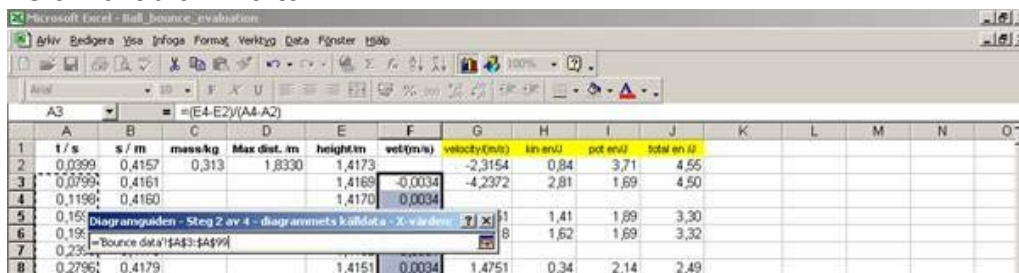 Microsoft Excel - Ball_bounce_evaluation
Arkiv Redigera Visa Infoga Format Verktyg Data Fönster Hjälp
100%
Arial 10 F K U
A3 = =(E4-E2)/(A4-A2)
A B C D E F G H I J K L M N O
1 t / s s / m mass/kg Max dist. /m height/m vel/(m/s) velocity/(m/s) kin en/J pot en/J total en /J
2 0,0399 0,4157 0,313 1,8330 1,4173 -2,3154 0,84 3,71 4,55
3 0,0799 0,4161 1,4169 -0,0034 -4,2372 2,81 1,69 4,50
4 0,1198 0,4160 1,4170 0,0034
5 1,41 1,89 3,30
Diagramguiden - Steg 2 av 4 - diagrammets källdata - X-värden:
6 1,62 1,69 3,32
='Bounce data'!$A$3:$A$99
7
8 0,2796 0,4179 1,4151 0,0034 1,4751 0,34 2,14 2,49